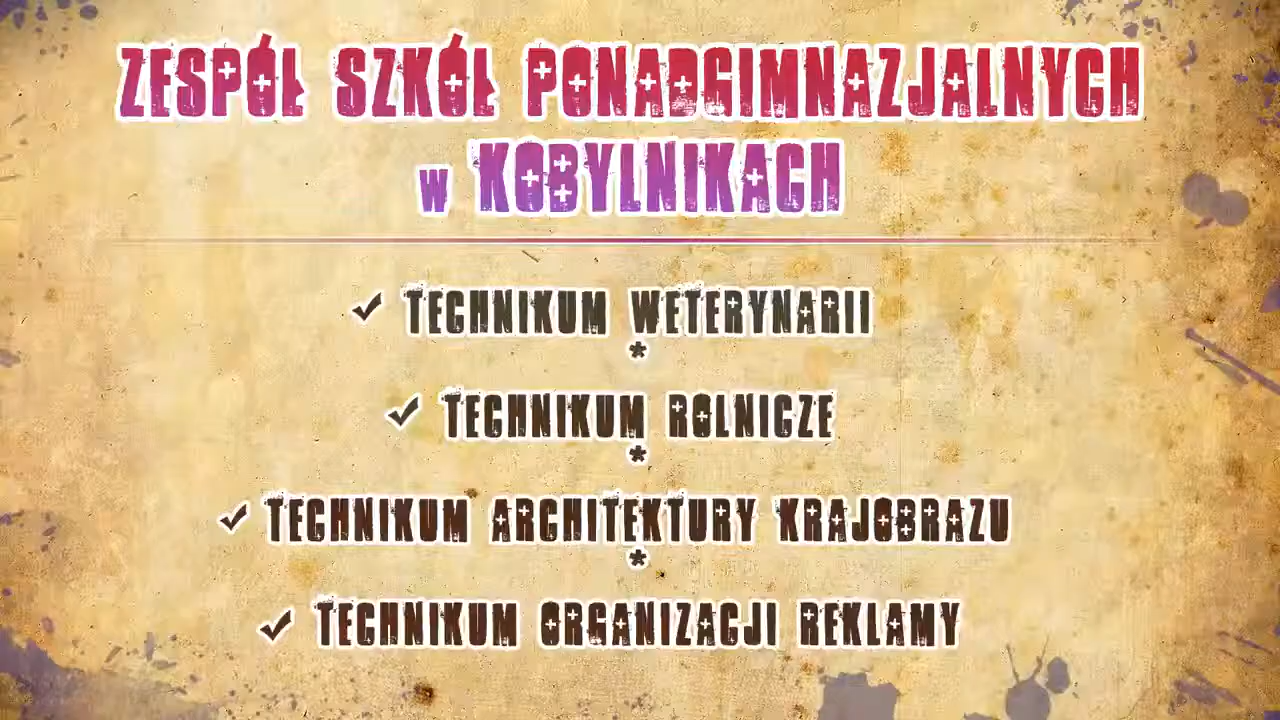 ZESPÓŁ SZKÓŁ PONADGIMNAZJALNYCH
w KOBYLNIKACH
✓ TECHNIKUM WETERYNARII
*
✓ TECHNIKUM ROLNICZE
*
✓ TECHNIKUM ARCHITEKTURY KRAJOBRAZU
*
✓ TECHNIKUM ORGANIZACJI REKLAMY